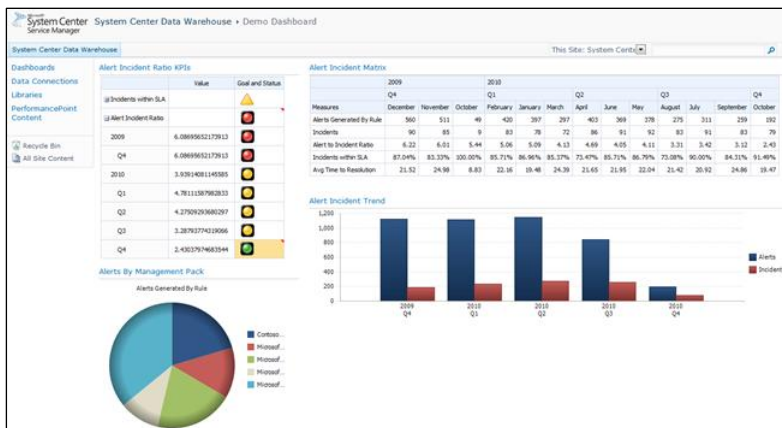 Microsoft
System Center
Service Manager
System Center Data Warehouse › Demo Dashboard
System Center Data Warehouse
This Site: System Cente
Dashboards
Data Connections
Libraries
PerformancePoint
Content
Recycle Bin
All Site Content
Alert Incident Ratio KPIs
Value Goal and Status
Incidents within SLA
Alert Incident Ratio
2009 6.08695652173913
Q4 6.08695652173913
2010 3.93914081145585
Q1 4.78111587982833
Q2 4.27509293680297
Q3 3.28793774319066
Q4 2.43037974683544
Alerts By Management Pack
Alerts Generated By Rule
Contoso ...
Microsof...
Microsof...
Microsof...
Microsof...
Alert Incident Matrix
2009 2010
Q4 Q1 Q2 Q3 Q4
Measures December November October February January March April June May August July September October
Alerts Generated By Rule 560 511 49 420 397 297 403 369 378 275 311 259 192
Incidents 90 85 9 83 78 72 86 91 92 83 91 83 79
Alert to Incident Ratio 6.22 6.01 5.44 5.06 5.09 4.13 4.69 4.05 4.11 3.31 3.42 3.12 2.43
Incidents within SLA 87.04% 83.33% 100.00% 85.71% 86.96% 85.37% 73.47% 85.71% 86.79% 73.08% 90.00% 84.31% 91.49%
Avg Time to Resolution 21.52 24.98 8.83 22.16 19.48 24.39 21.65 21.95 22.04 21.42 20.92 24.86 19.47
Alert Incident Trend
1,200
1,000
800
600
400
200
0
2009 2010 2010 2010 2010
Q4 Q1 Q2 Q3 Q4
Alerts
Incident